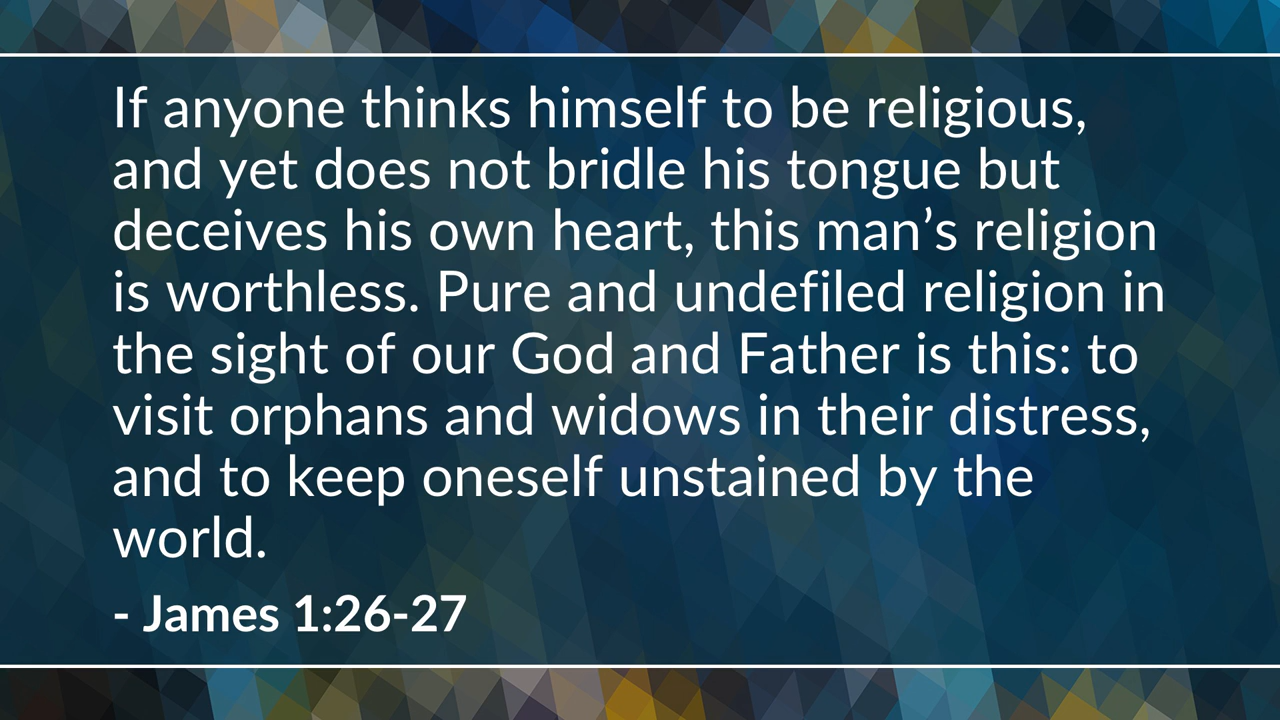 If anyone thinks himself to be religious,
and yet does not bridle his tongue but
deceives his own heart, this man’s religion
is worthless. Pure and undefiled religion in
the sight of our God and Father is this: to
visit orphans and widows in their distress,
and to keep oneself unstained by the
world.
- James 1:26-27